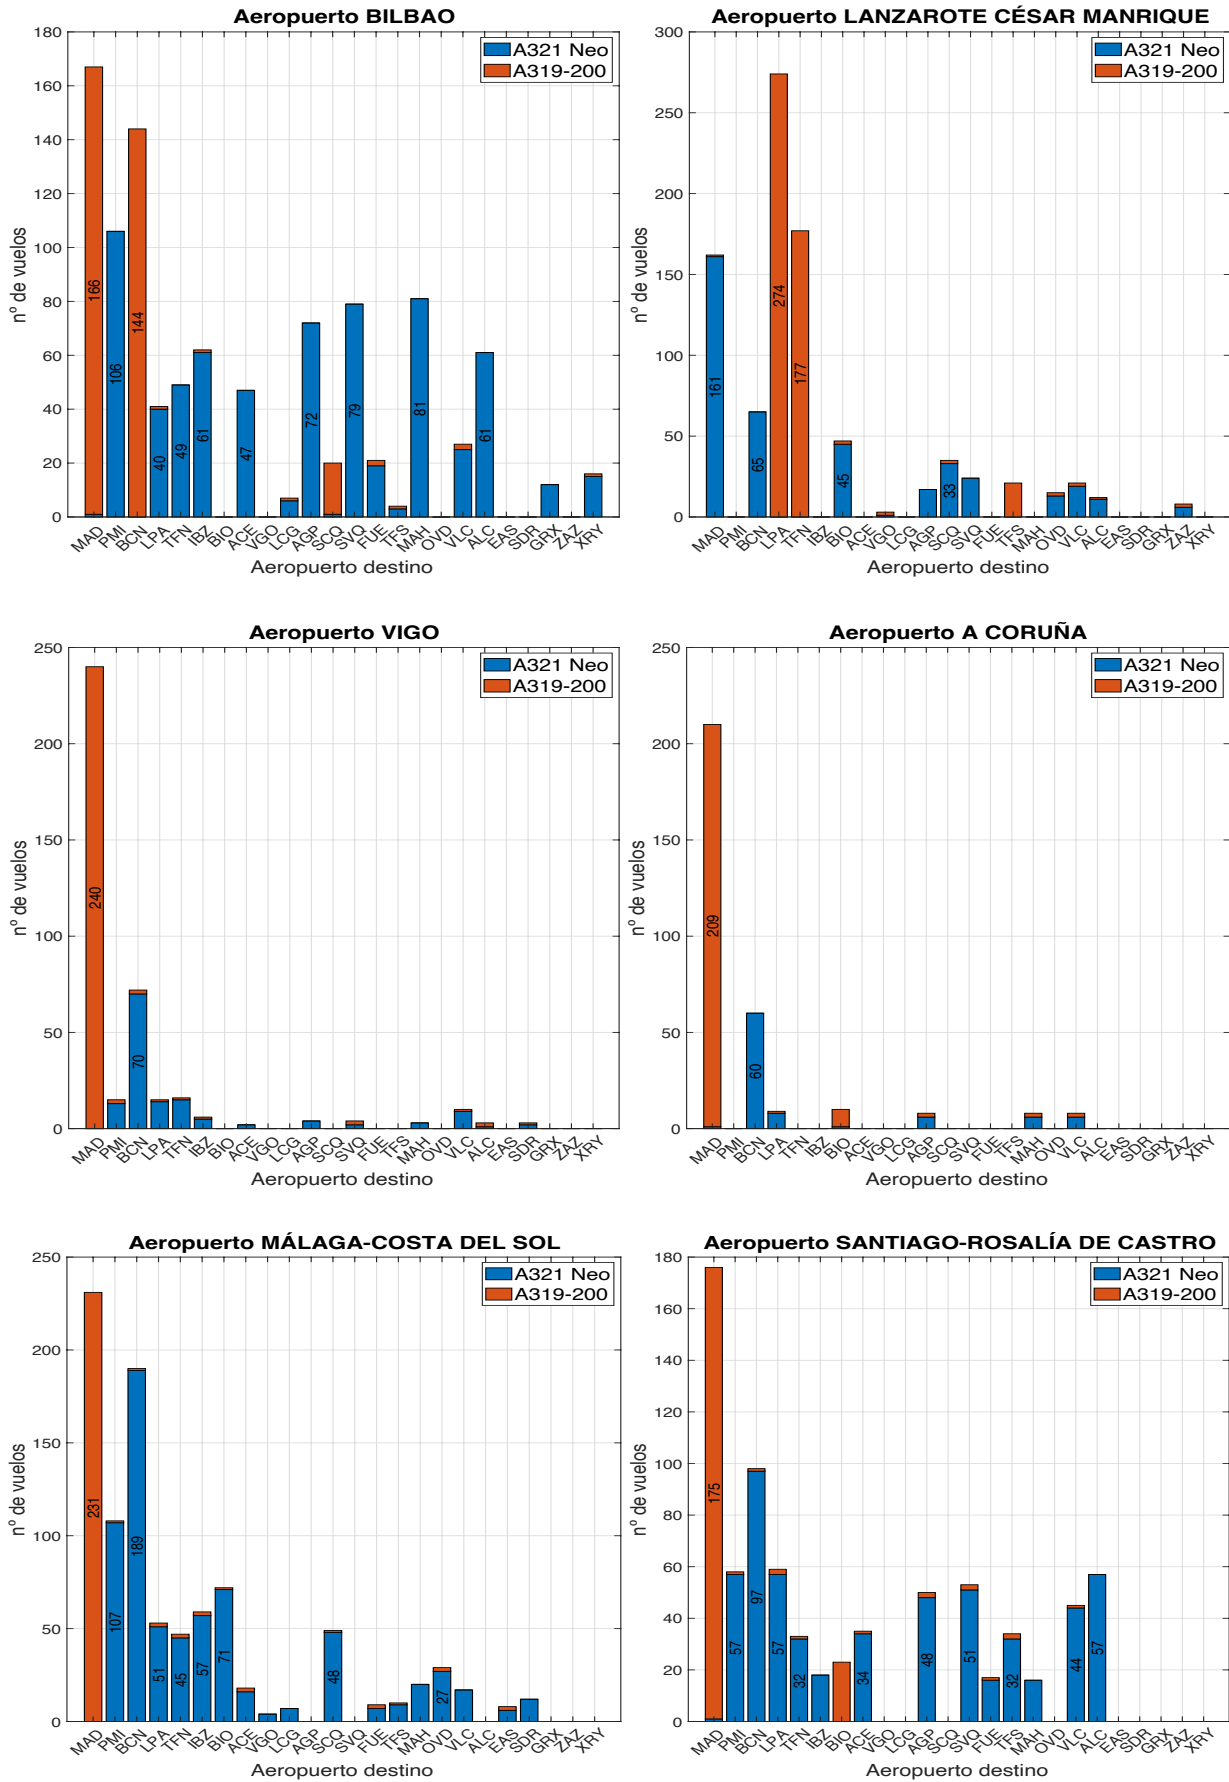 Aeropuerto BILBAO
A321 Neo
A319-200
nº de vuelos
180
160
140
120
100
80
60
40
20
0
166
106
144
40
49
61
47
72
79
81
61
MAD PMI BCN LPA TFN IBZ BIO ACE VGO LCG AGP SCQ SVQ FUE TFS MAH OVD VLC ALC EAS SDR GRX ZAZ XRY
Aeropuerto destino
Aeropuerto LANZAROTE CÉSAR MANRIQUE
A321 Neo
A319-200
nº de vuelos
300
250
200
150
100
50
0
161
65
274
177
45
33
MAD PMI BCN LPA TFN IBZ BIO ACE VGO LCG AGP SCQ SVQ FUE TFS MAH OVD VLC ALC EAS SDR GRX ZAZ XRY
Aeropuerto destino
Aeropuerto VIGO
A321 Neo
A319-200
nº de vuelos
250
200
150
100
50
0
240
70
MAD PMI BCN LPA TFN IBZ BIO ACE VGO LCG AGP SCQ SVQ FUE TFS MAH OVD VLC ALC EAS SDR GRX ZAZ XRY
Aeropuerto destino
Aeropuerto A CORUÑA
A321 Neo
A319-200
nº de vuelos
250
200
150
100
50
0
209
60
MAD PMI BCN LPA TFN IBZ BIO ACE VGO LCG AGP SCQ SVQ FUE TFS MAH OVD VLC ALC EAS SDR GRX ZAZ XRY
Aeropuerto destino
Aeropuerto MÁLAGA-COSTA DEL SOL
A321 Neo
A319-200
nº de vuelos
250
200
150
100
50
0
231
107
189
51
45
57
71
48
27
MAD PMI BCN LPA TFN IBZ BIO ACE VGO LCG AGP SCQ SVQ FUE TFS MAH OVD VLC ALC EAS SDR GRX ZAZ XRY
Aeropuerto destino
Aeropuerto SANTIAGO-ROSALÍA DE CASTRO
A321 Neo
A319-200
nº de vuelos
180
160
140
120
100
80
60
40
20
0
175
57
97
57
32
34
48
51
32
44
57
MAD PMI BCN LPA TFN IBZ BIO ACE VGO LCG AGP SCQ SVQ FUE TFS MAH OVD VLC ALC EAS SDR GRX ZAZ XRY
Aeropuerto destino